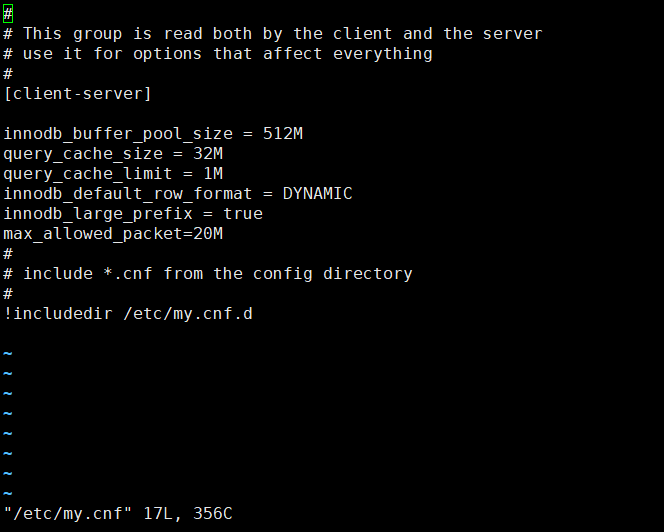 #
# This group is read both by the client and the server
# use it for options that affect everything
#
[client-server]
innodb_buffer_pool_size = 512M
query_cache_size = 32M
query_cache_limit = 1M
innodb_default_row_format = DYNAMIC
innodb_large_prefix = true
max_allowed_packet=20M
#
# include *.cnf from the config directory
#
!includedir /etc/my.cnf.d
~
~
~
~
~
~
~
~
"/etc/my.cnf" 17L, 356C